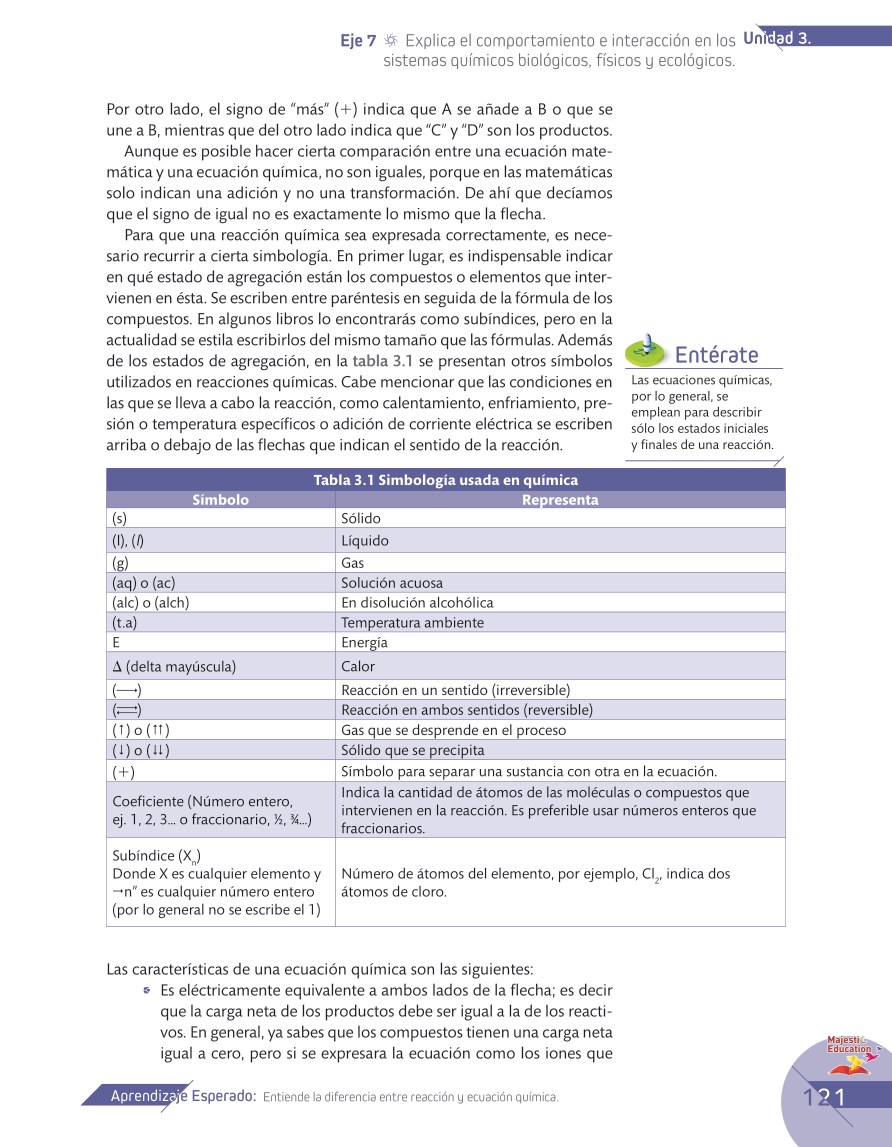 Eje 7 Explica el comportamiento e interacción en los
sistemas químicos biológicos, físicos y ecológicos.
Unidad 3.
Por otro lado, el signo de “más” (+) indica que A se añade a B o que se
une a B, mientras que del otro lado indica que “C” y “D” son los productos.
Aunque es posible hacer cierta comparación entre una ecuación mate-
mática y una ecuación química, no son iguales, porque en las matemáticas
solo indican una adición y no una transformación. De ahí que decíamos
que el signo de igual no es exactamente lo mismo que la flecha.
Para que una reacción química sea expresada correctamente, es nece-
sario recurrir a cierta simbología. En primer lugar, es indispensable indicar
en qué estado de agregación están los compuestos o elementos que inter-
vienen en ésta. Se escriben entre paréntesis en seguida de la fórmula de los
compuestos. En algunos libros lo encontrarás como subíndices, pero en la
actualidad se estila escribirlos del mismo tamaño que las fórmulas. Además
de los estados de agregación, en la tabla 3.1 se presentan otros símbolos
utilizados en reacciones químicas. Cabe mencionar que las condiciones en
las que se lleva a cabo la reacción, como calentamiento, enfriamiento, pre-
sión o temperatura específicos o adición de corriente eléctrica se escriben
arriba o debajo de las flechas que indican el sentido de la reacción.
Entérate
Las ecuaciones químicas,
por lo general, se
emplean para describir
sólo los estados iniciales
y finales de una reacción.
Tabla 3.1 Simbología usada en química
Símbolo Representa
(s) Sólido
(l), (l) Líquido
(g) Gas
(aq) o (ac) Solución acuosa
(alc) o (alch) En disolución alcohólica
(t.a) Temperatura ambiente
E Energía
Δ (delta mayúscula) Calor
(⟶) Reacción en un sentido (irreversible)
(⇄) Reacción en ambos sentidos (reversible)
(↑) o (↑↑) Gas que se desprende en el proceso
(↓) o (↓↓) Sólido que se precipita
(+) Símbolo para separar una sustancia con otra en la ecuación.
Coeficiente (Número entero,
ej. 1, 2, 3... o fraccionario, ½, ¾...)
Indica la cantidad de átomos de las moléculas o compuestos que
intervienen en la reacción. Es preferible usar números enteros que
fraccionarios.
Subíndice (Xn)
Donde X es cualquier elemento y
→n” es cualquier número entero
(por lo general no se escribe el 1)
Número de átomos del elemento, por ejemplo, Cl2, indica dos
átomos de cloro.
Las características de una ecuación química son las siguientes:
Es eléctricamente equivalente a ambos lados de la flecha; es decir
que la carga neta de los productos debe ser igual a la de los reacti-
vos. En general, ya sabes que los compuestos tienen una carga neta
igual a cero, pero si se expresara la ecuación como los iones que
Majestic
Education
Aprendizaje Esperado: Entiende la diferencia entre reacción y ecuación química.
121